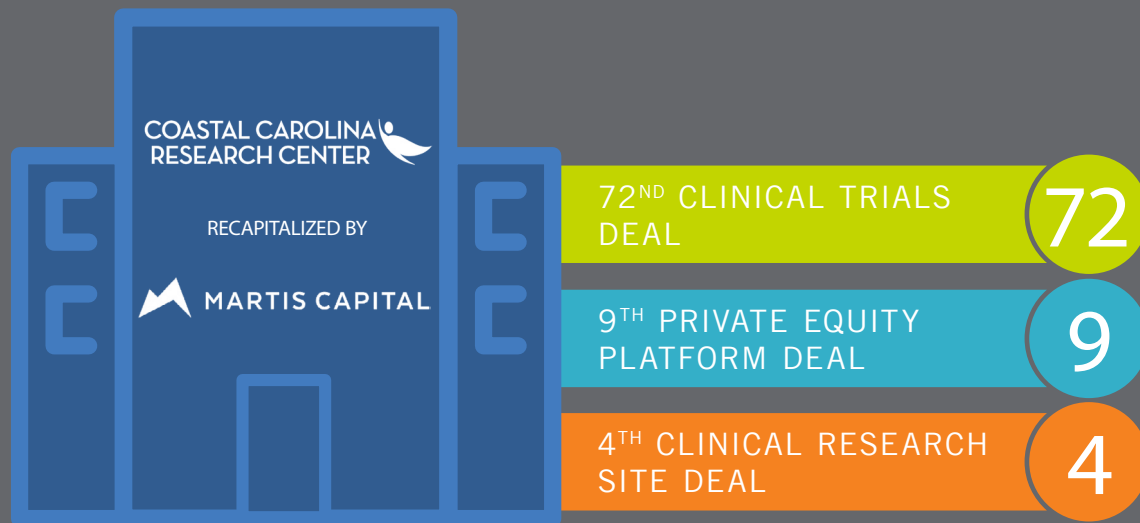 COASTAL CAROLINA
RESEARCH CENTER
RECAPITALIZED BY
MARTIS CAPITAL
72ND CLINICAL TRIALS
DEAL
72
9TH PRIVATE EQUITY
PLATFORM DEAL
9
4TH CLINICAL RESEARCH
SITE DEAL
4